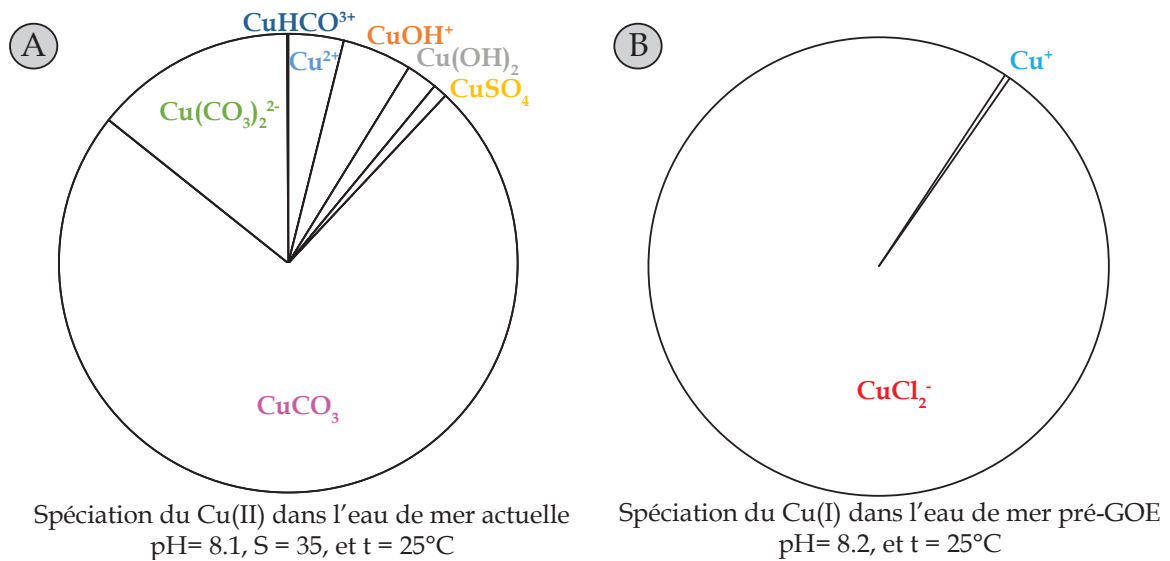 A
CuHCO³⁺
Cu²⁺
CuOH⁺
Cu(OH)₂
CuSO₄
Cu(CO₃)₂²⁻
CuCO₃
Spéciation du Cu(II) dans l'eau de mer actuelle
pH= 8.1, S = 35, et t = 25°C
B
Cu⁺
CuCl₂⁻
Spéciation du Cu(I) dans l'eau de mer pré-GOE
pH= 8.2, et t = 25°C